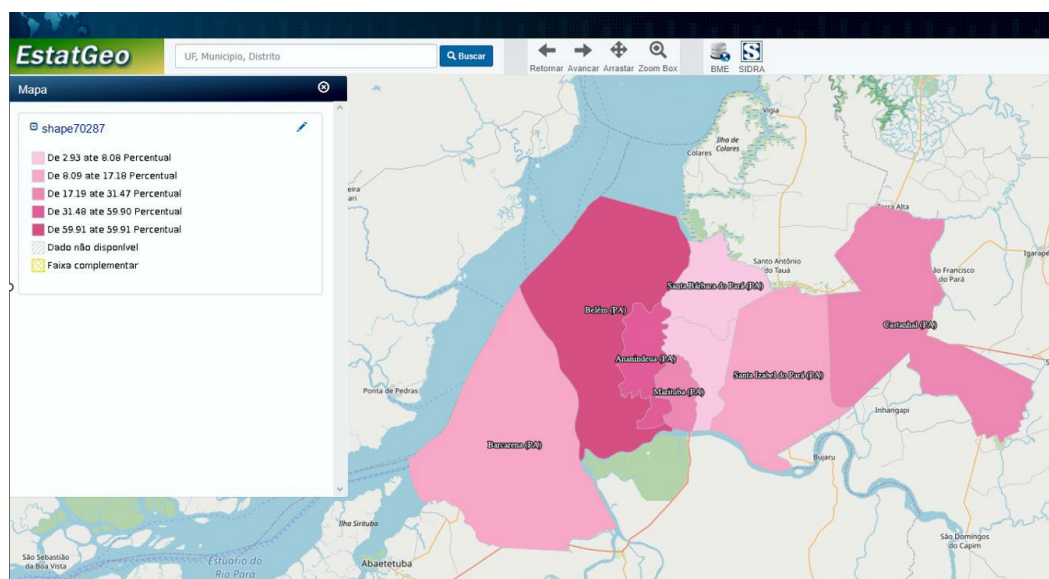 EstatGeo
UF, Municipio, Distrito
Buscar
Retornar Avancar Arrastar Zoom Box
BME SIDRA
Mapa
shape70287
De 2.93 ate 8.08 Percentual
De 8.09 ate 17.18 Percentual
De 17.19 ate 31.47 Percentual
De 31.48 ate 59.90 Percentual
De 59.91 ate 59.91 Percentual
Dado não disponível
Faixa complementar
Vigia
Ilha de
Colares
Colares
Terra Alta
Santo Antônio
do Tauá
São Francisco
do Pará
Igarapé
Santa Bárbara do Pará (PA)
Belém (PA)
Castanhal (PA)
Ananindeua (PA)
Santa Izabel do Pará (PA)
Marituba (PA)
Ponta de Pedras
Inhangapi
Barcarena (PA)
Bujaru
Ilha Sirituba
São Domingos
do Capim
São Sebastião
da Boa Vista
Estuário do
Rio Pará
Abaetetuba